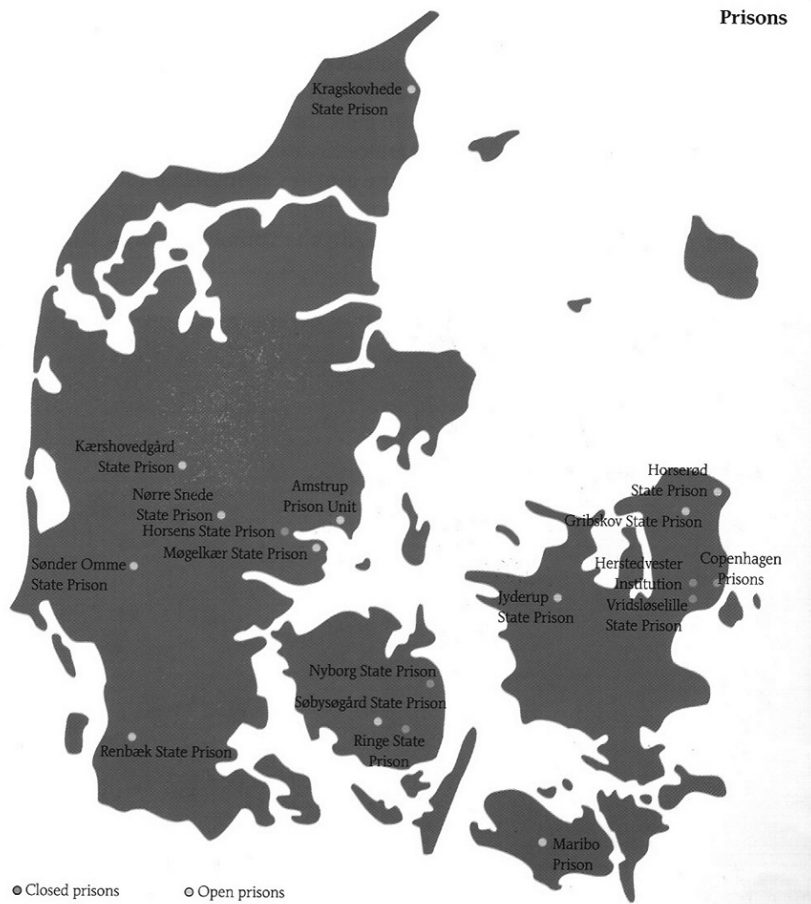 Prisons
Kragskovhede
State Prison
Kærshovedgård
State Prison
Nørre Snede
State Prison
Amstrup
Prison Unit
Horsens State Prison
Møgelkær State Prison
Sønder Omme
State Prison
Horserød
State Prison
Gribskov State Prison
Herstedvester
Institution
Copenhagen
Prisons
Vridsløselille
State Prison
Jyderup
State Prison
Nyborg State Prison
Søbysøgård State Prison
Ringe State
Prison
Renbæk State Prison
Maribo
Prison
Closed prisons
Open prisons